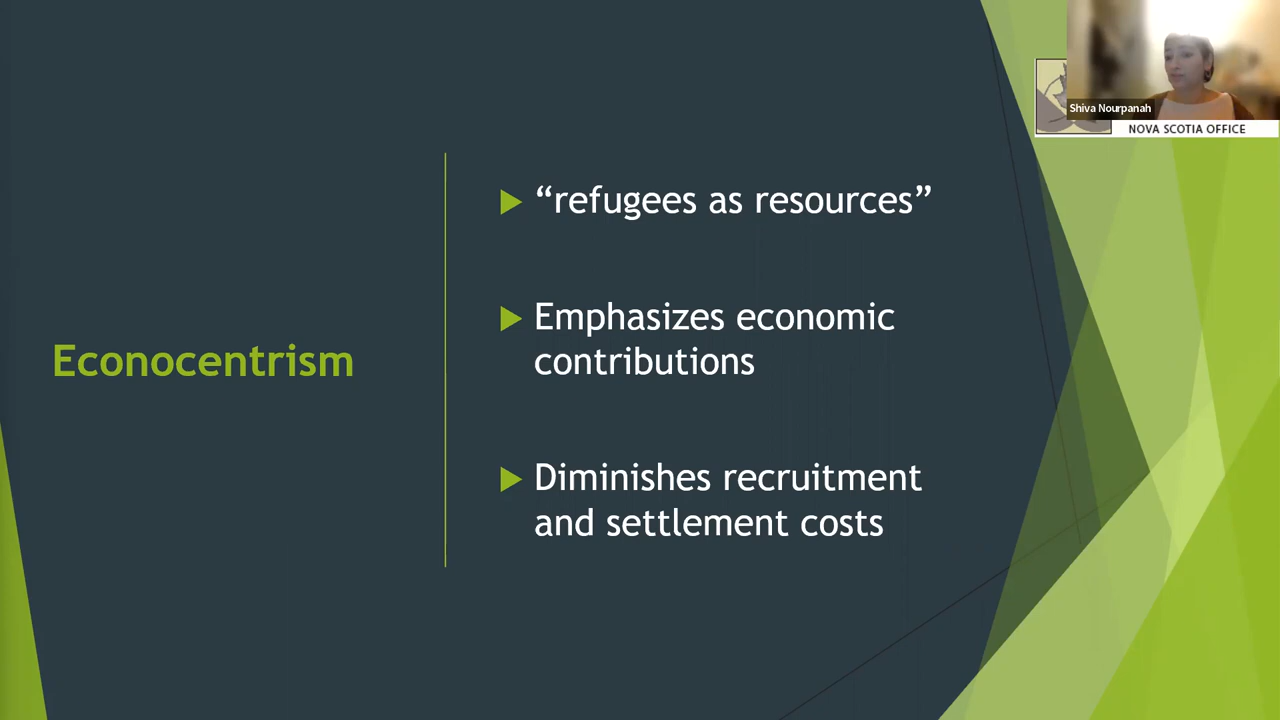 Shiva Nourpanah
NOVA SCOTIA OFFICE
Econocentrism
“refugees as resources”
Emphasizes economic
contributions
Diminishes recruitment
and settlement costs